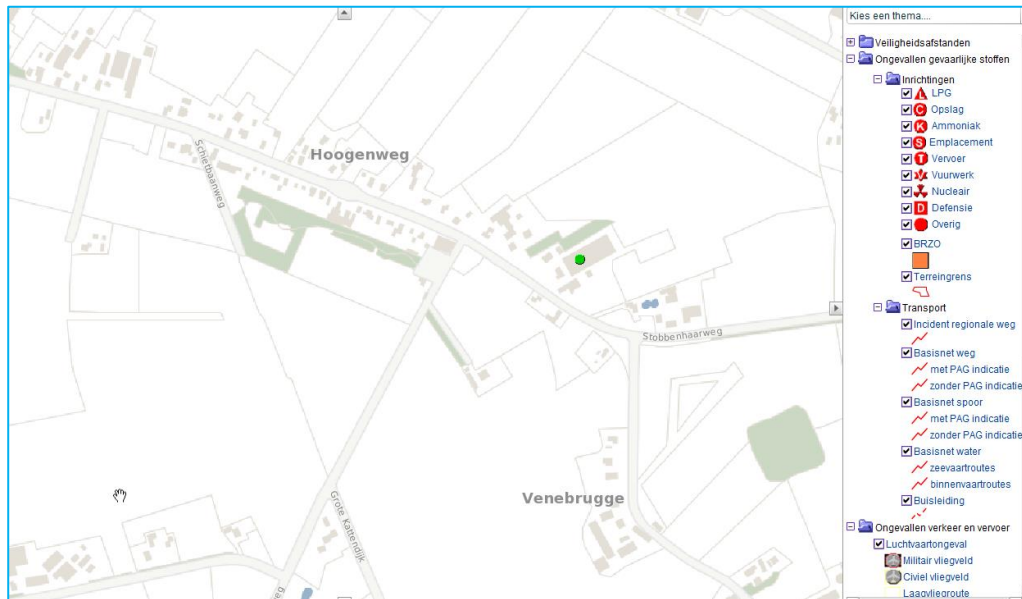 Kies een thema....
Veiligheidsafstanden
Ongevallen gevaarlijke stoffen
Inrichtingen
L LPG
C Opslag
K Ammoniak
S Emplacement
T Vervoer
Vuurwerk
Nucleair
D Defensie
Overig
BRZO
Terreingrens
Transport
Incident regionale weg
Basisnet weg
met PAG indicatie
zonder PAG indicatie
Basisnet spoor
met PAG indicatie
zonder PAG indicatie
Basisnet water
zeevaartroutes
binnenvaartroutes
Buisleiding
Ongevallen verkeer en vervoer
Luchtvaartongeval
Militair vliegveld
Civiel vliegveld
Laagvliegroute
Schietbaanweg
Hoogenweg
Stobbenhaarweg
Venebrugge
Grote Kattendijk
weg